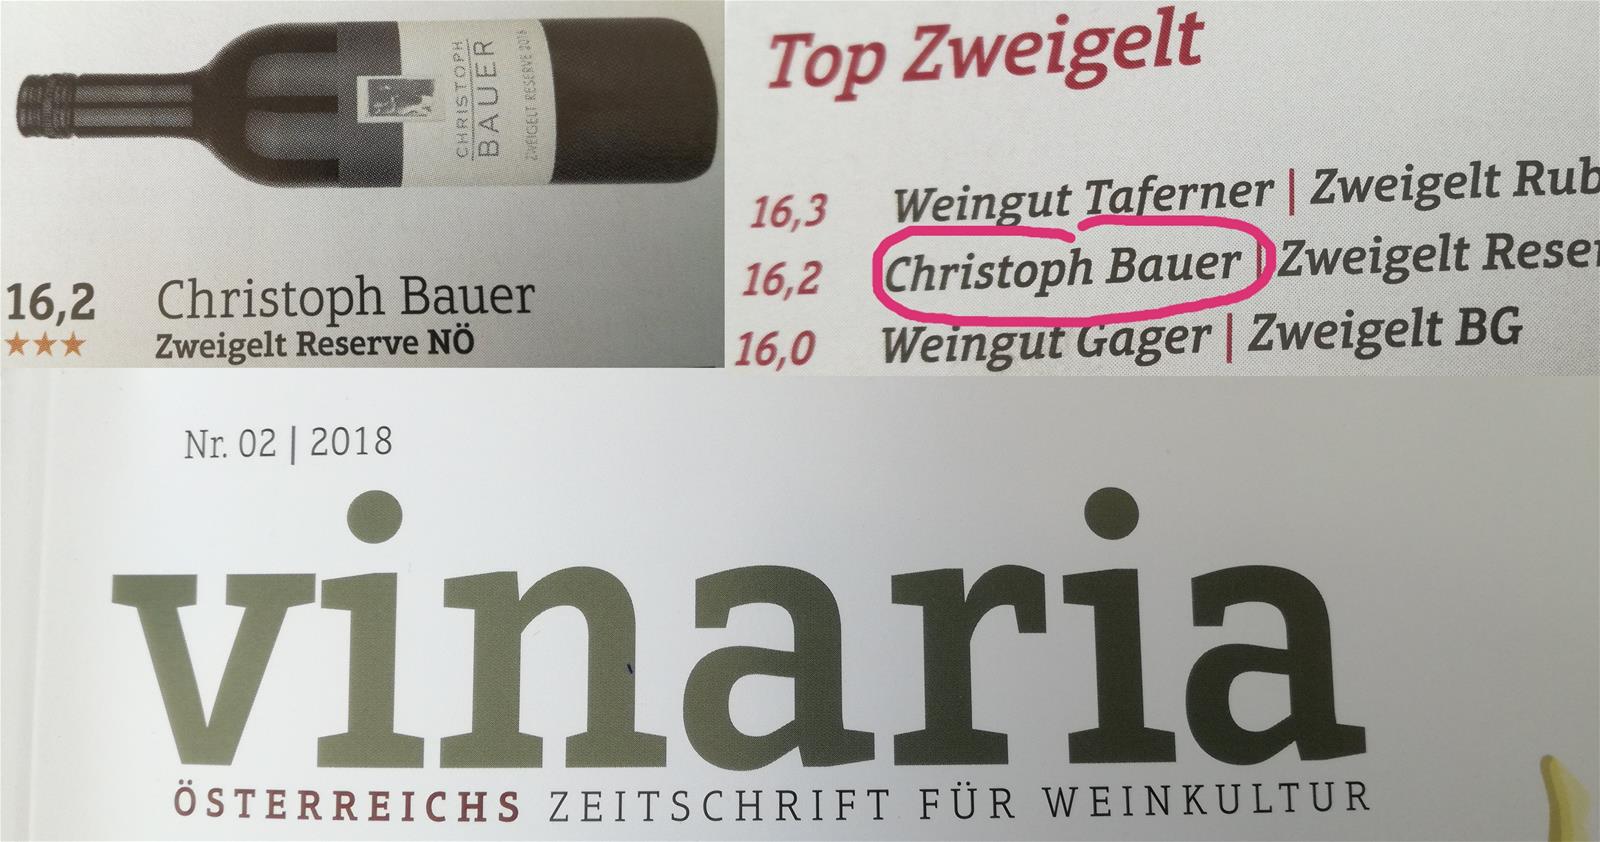 CHRISTOPH
BAUER
ZWEIGELT RESERVE 2015
16,2 Christoph Bauer
★★★ Zweigelt Reserve NÖ
Top Zweigelt
16,3 Weingut Taferner | Zweigelt Rub
16,2 Christoph Bauer | Zweigelt Reser
16,0 Weingut Gager | Zweigelt BG
Nr. 02 | 2018
vinaria
ÖSTERREICHS ZEITSCHRIFT FÜR WEINKULTUR